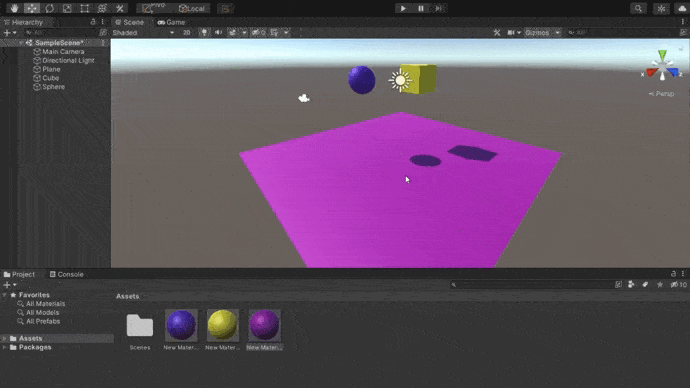 Local
Hierarchy
Scene
Game
All
Shaded
2D
0
Gizmos
All
SampleScene*
Main Camera
Directional Light
Plane
Cube
Sphere
x
z
Persp
Project
Console
Favorites
All Materials
All Models
All Prefabs
Assets
Packages
Assets
10
Scenes
New Mater...
New Mater...
New Mater...